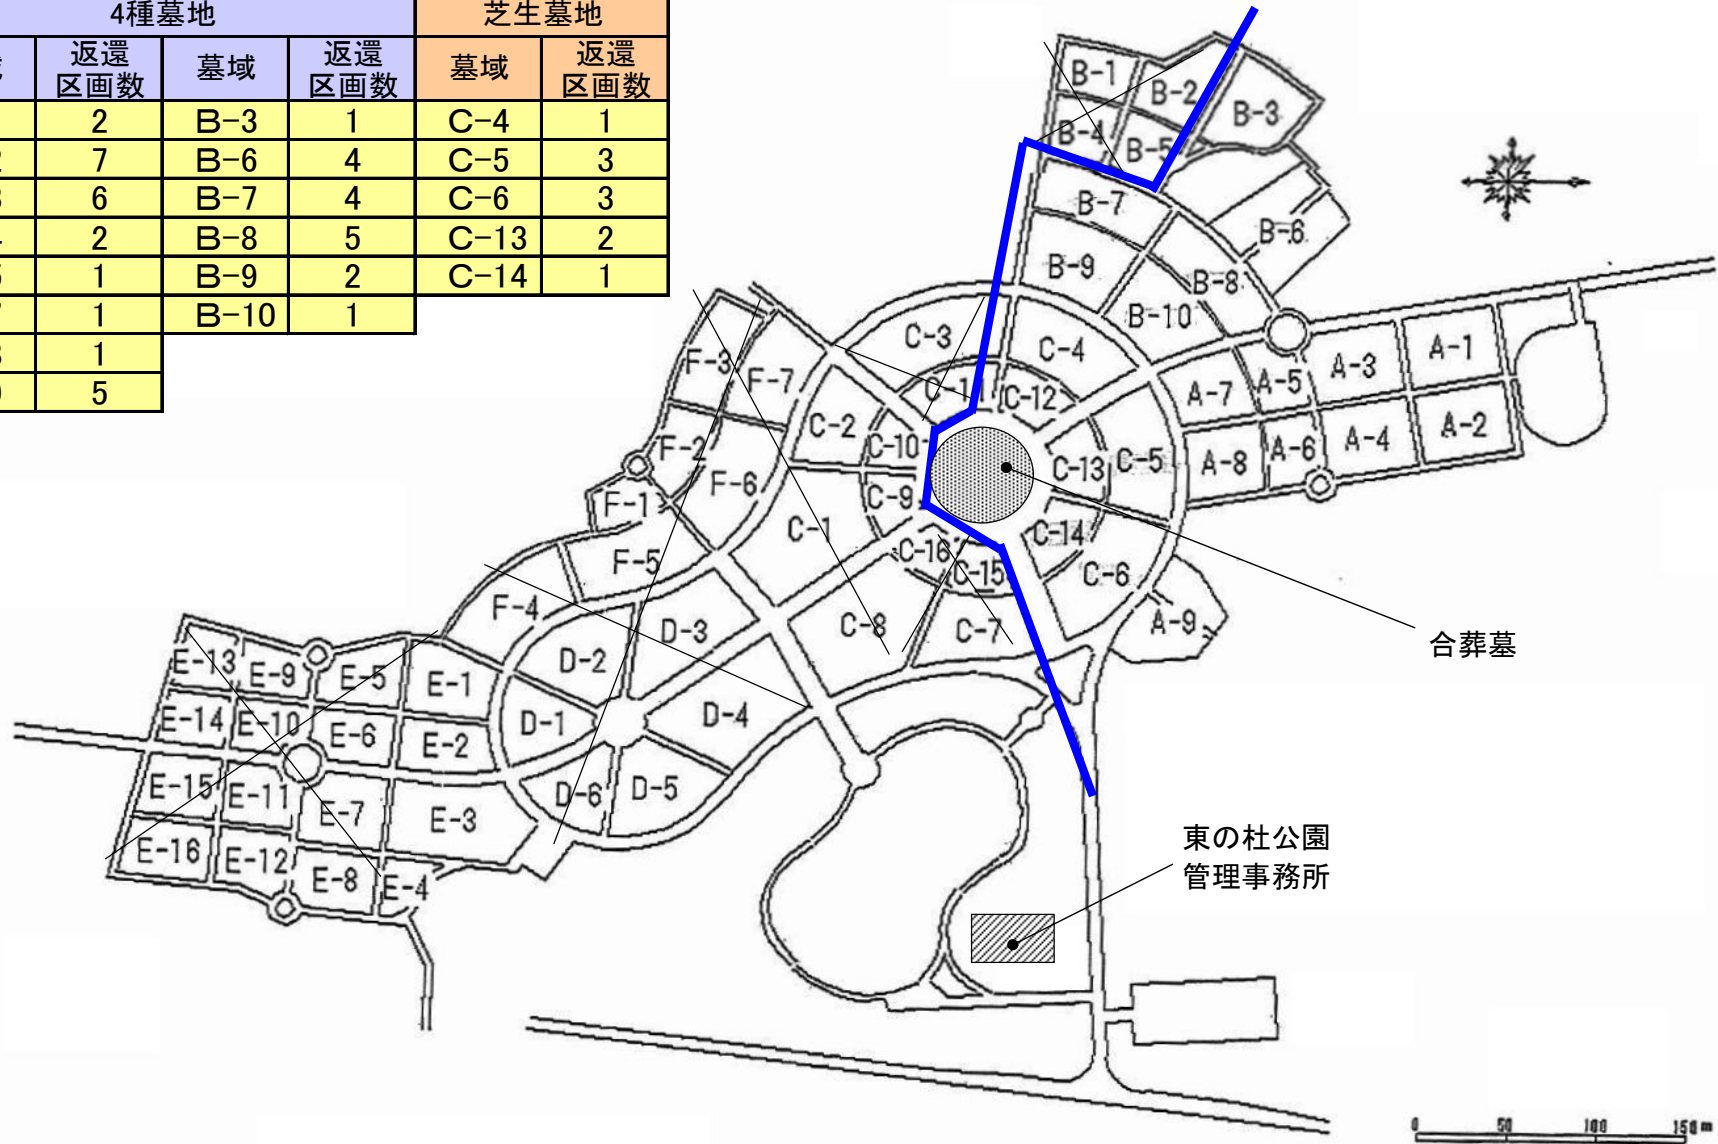 4種墓地 芝生墓地
返還 墓域 返還 墓域 返還
区画数 区画数 区画数
2 B-3 1 C-4 1
7 B-6 4 C-5 3
6 B-7 4 C-6 3
2 B-8 5 C-13 2
1 B-9 2 C-14 1
1 B-10 1
1
5
B-1
B-2
B-3
B-4
B-5
B-7
B-6
B-9
B-8
B-10
C-3
C-4
C-11
C-12
F-3
F-7
A-7
A-5
A-3
A-1
C-2
C-10
F-2
F-6
C-13
C-5
A-8
A-6
A-4
A-2
F-1
C-9
C-1
C-14
C-16
C-15
C-6
F-5
F-4
C-8
C-7
A-9
合葬墓
D-3
D-2
E-13
E-9
E-5
E-1
E-14
E-10
E-6
E-2
D-1
D-4
E-15
E-11
E-7
E-3
D-6
D-5
E-16
E-12
E-8
E-4
東の杜公園
管理事務所
0 50 100 150m